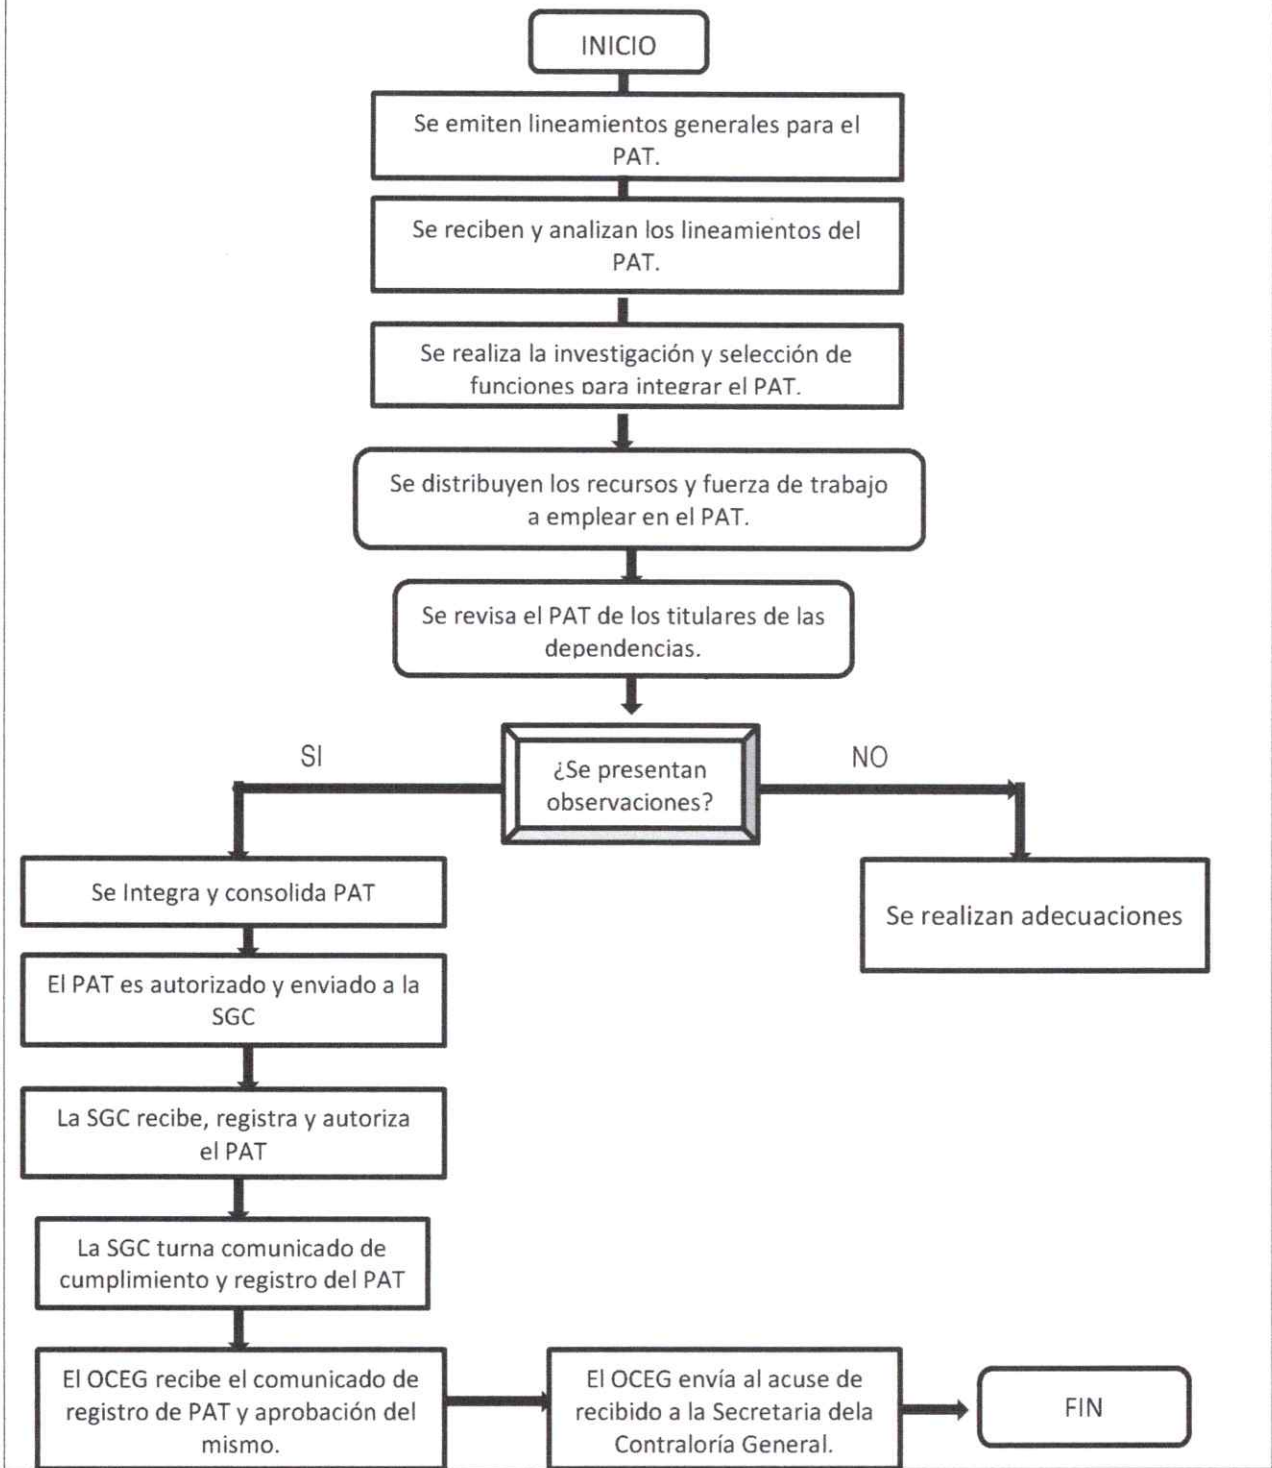 INICIO
Se emiten lineamientos generales para el
PAT.
Se reciben y analizan los lineamientos del
PAT.
Se realiza la investigación y selección de
funciones para integrar el PAT.
Se distribuyen los recursos y fuerza de trabajo
a emplear en el PAT.
Se revisa el PAT de los titulares de las
dependencias.
¿Se presentan
observaciones?
SI
NO
Se Integra y consolida PAT
Se realizan adecuaciones
El PAT es autorizado y enviado a la
SGC
La SGC recibe, registra y autoriza
el PAT
La SGC turna comunicado de
cumplimiento y registro del PAT
El OCEG recibe el comunicado de
registro de PAT y aprobación del
mismo.
El OCEG envía al acuse de
recibido a la Secretaria dela
Contraloría General.
FIN